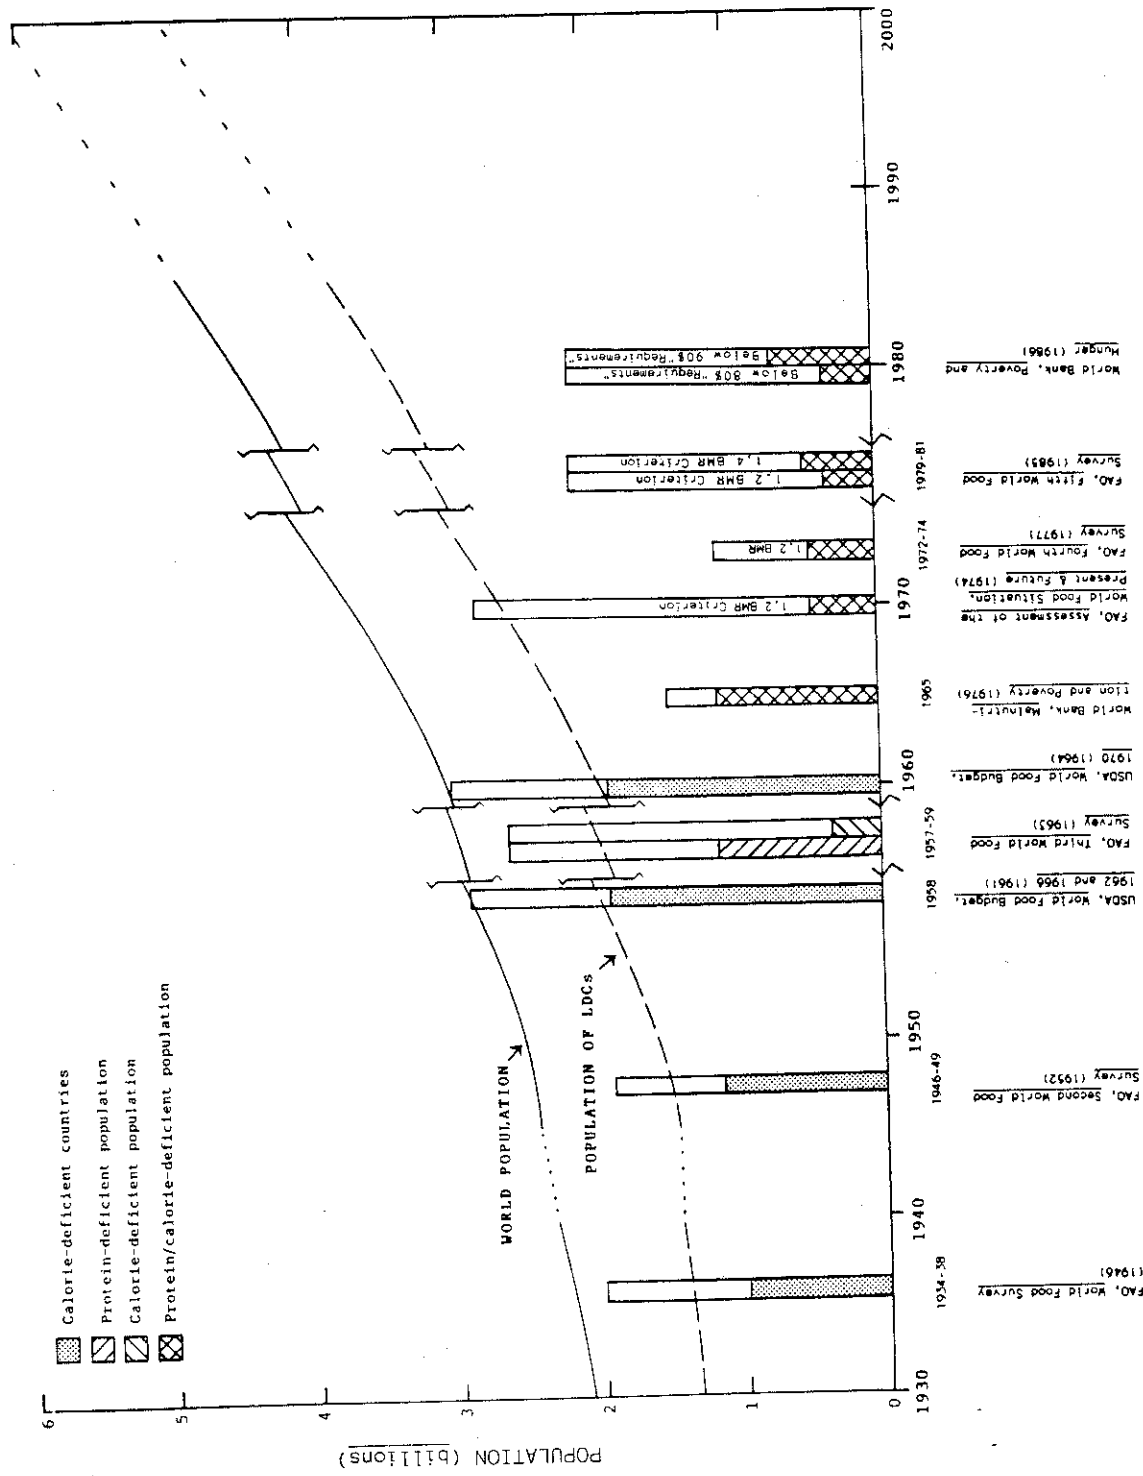 Calorie-deficient countries
Protein-deficient population
Calorie-deficient population
Protein/calorie-deficient population
POPULATION (billions)
6
5
4
3
2
1
0
WORLD POPULATION
POPULATION OF LDCs
1.2 BMR Criterion
1.2 BMR
1.2 BMR Criterion
1.4 BMR Criterion
Below 80% "Requirements"
Below 90% "Requirements"
1930
1940
1950
1960
1970
1980
1990
2000
1934-38
1946-49
1958
1957-59
1965
1972-74
1979-81
FAO, World Food Survey
(1946)
FAO, Second World Food
Survey (1952)
USDA, World Food Budget,
1962 and 1966 (1961)
FAO, Third World Food
Survey (1963)
USDA, World Food Budget,
1970 (1964)
World Bank, Malnutri-
tion and Poverty (1976)
FAO, Assessment of the
World Food Situation,
Present & Future (1974)
FAO, Fourth World Food
Survey (1977)
FAO, Fifth World Food
Survey (1985)
World Bank, Poverty and
Hunger (1986)